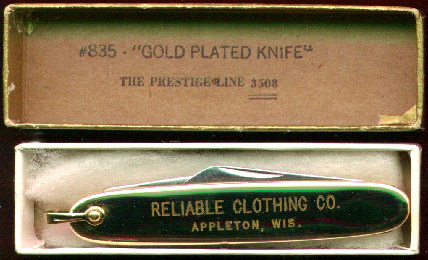 #835 - "GOLD PLATED KNIFE"
THE PRESTIGE LINE 3508
RELIABLE CLOTHING CO.
APPLETON, WIS.